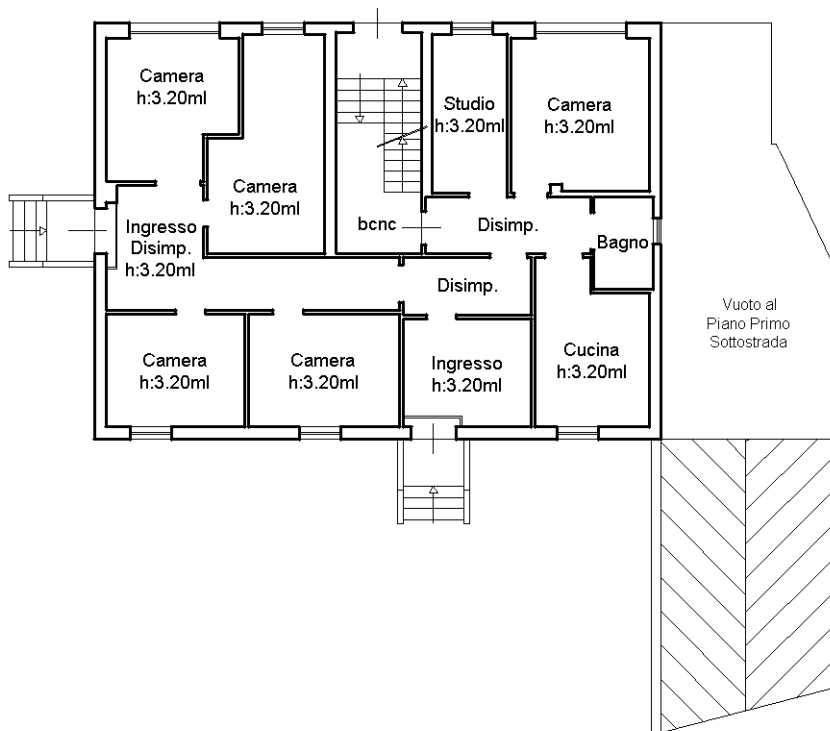 Camera
h:3.20ml
Camera
h:3.20ml
Studio
h:3.20ml
Camera
h:3.20ml
Ingresso
Disimp.
h:3.20ml
bcnc
Disimp.
Bagno
Disimp.
Vuoto al
Piano Primo
Sottostrada
Camera
h:3.20ml
Camera
h:3.20ml
Ingresso
h:3.20ml
Cucina
h:3.20ml